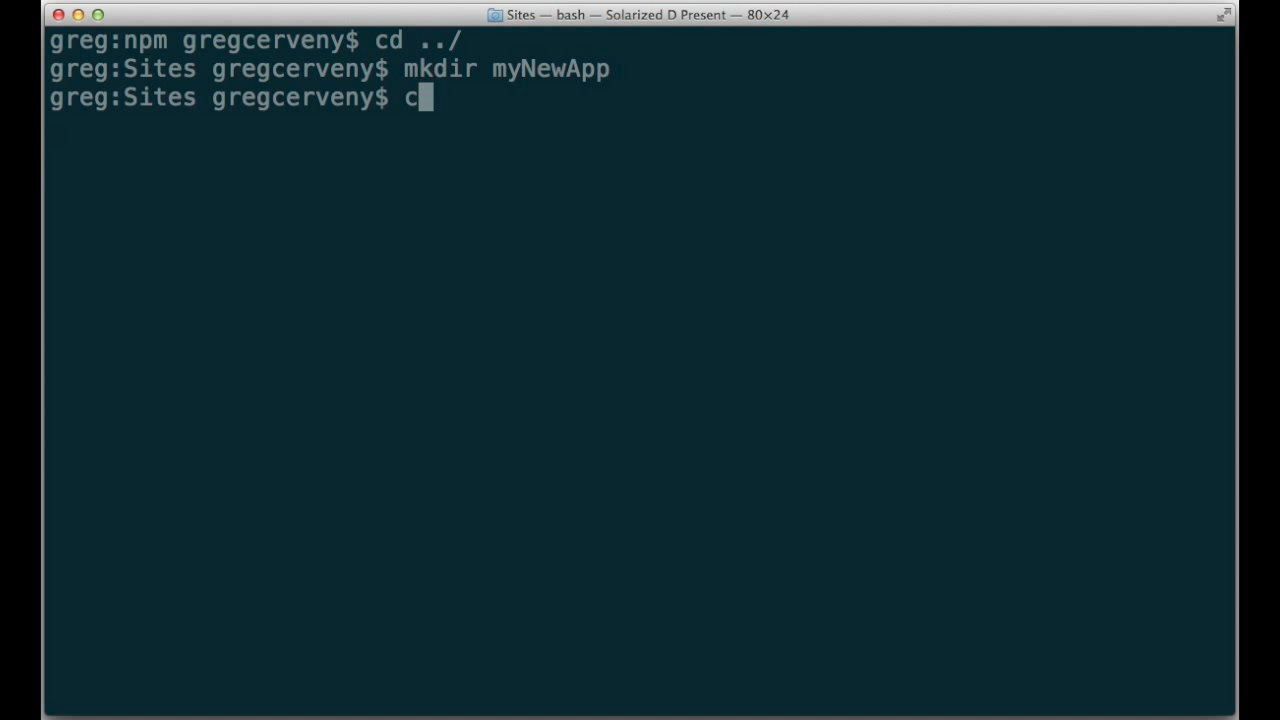 Sites — bash — Solarized D Present — 80×24
greg:npm gregcerveny$ cd ../
greg:Sites gregcerveny$ mkdir myNewApp
greg:Sites gregcerveny$ c